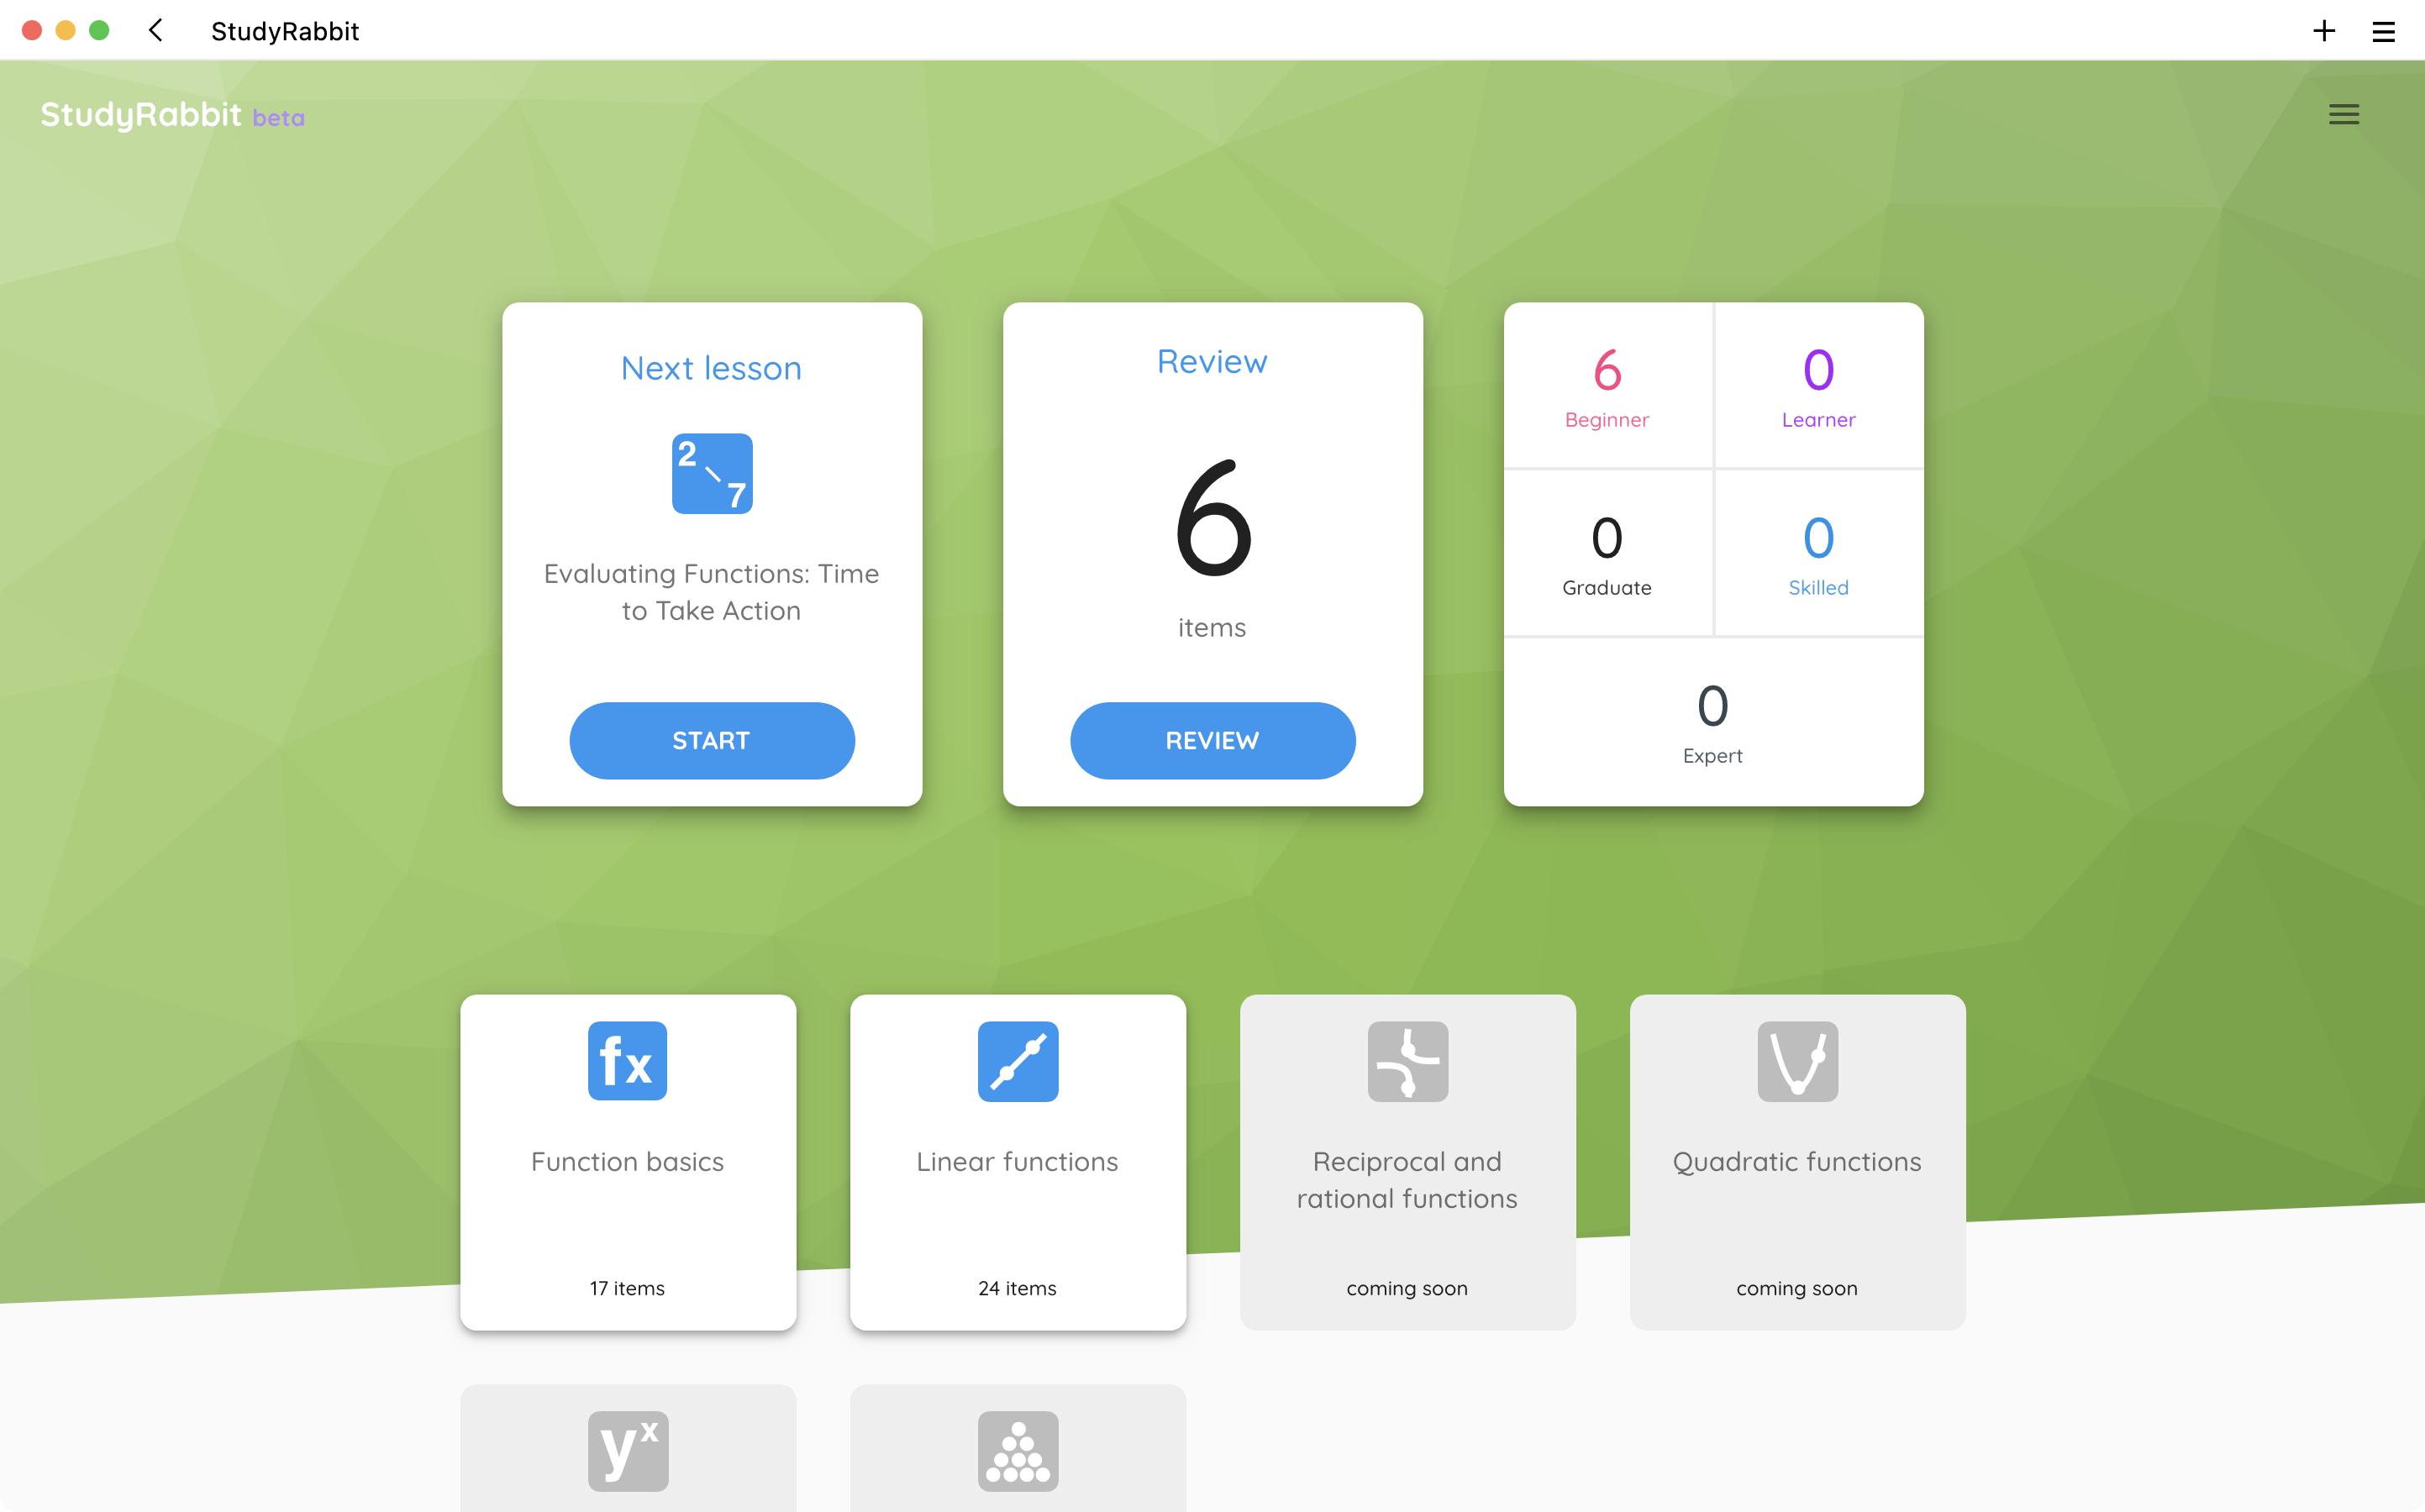 StudyRabbit
StudyRabbit beta
Next lesson
2
7
Evaluating Functions: Time
to Take Action
START
Review
6
items
REVIEW
6
Beginner
0
Learner
0
Graduate
0
Skilled
0
Expert
fx
Function basics
17 items
Linear functions
24 items
Reciprocal and
rational functions
coming soon
Quadratic functions
coming soon
yx